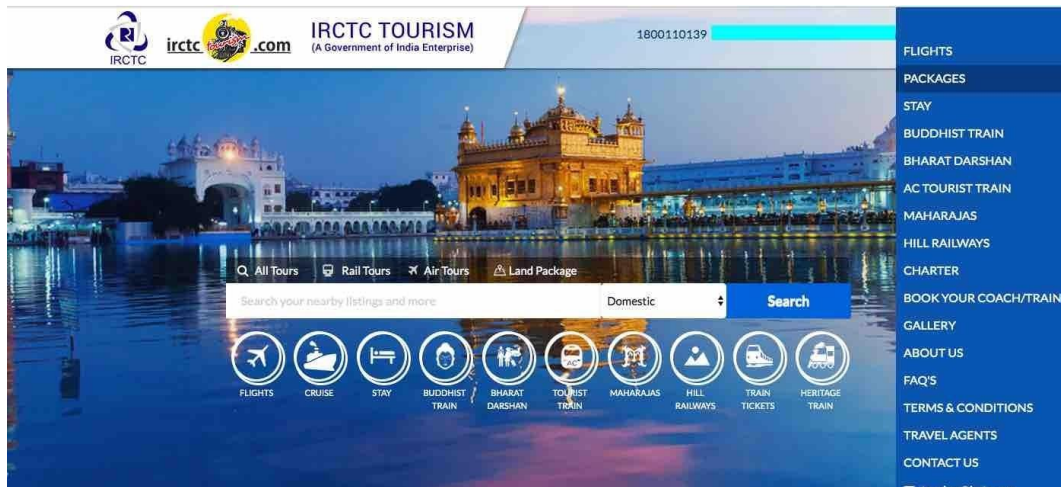 IRCTC
irctc tourism .com
IRCTC TOURISM
(A Government of India Enterprise)
1800110139
FLIGHTS
PACKAGES
STAY
BUDDHIST TRAIN
BHARAT DARSHAN
AC TOURIST TRAIN
MAHARAJAS
HILL RAILWAYS
CHARTER
BOOK YOUR COACH/TRAIN
GALLERY
ABOUT US
FAQ'S
TERMS & CONDITIONS
TRAVEL AGENTS
CONTACT US
All Tours Rail Tours Air Tours Land Package
Search your nearby listings and more Domestic Search
AC
FLIGHTS CRUISE STAY BUDDHIST BHARAT TOURIST MAHARAJAS HILL TRAIN HERITAGE
TRAIN DARSHAN TRAIN RAILWAYS TICKETS TRAIN